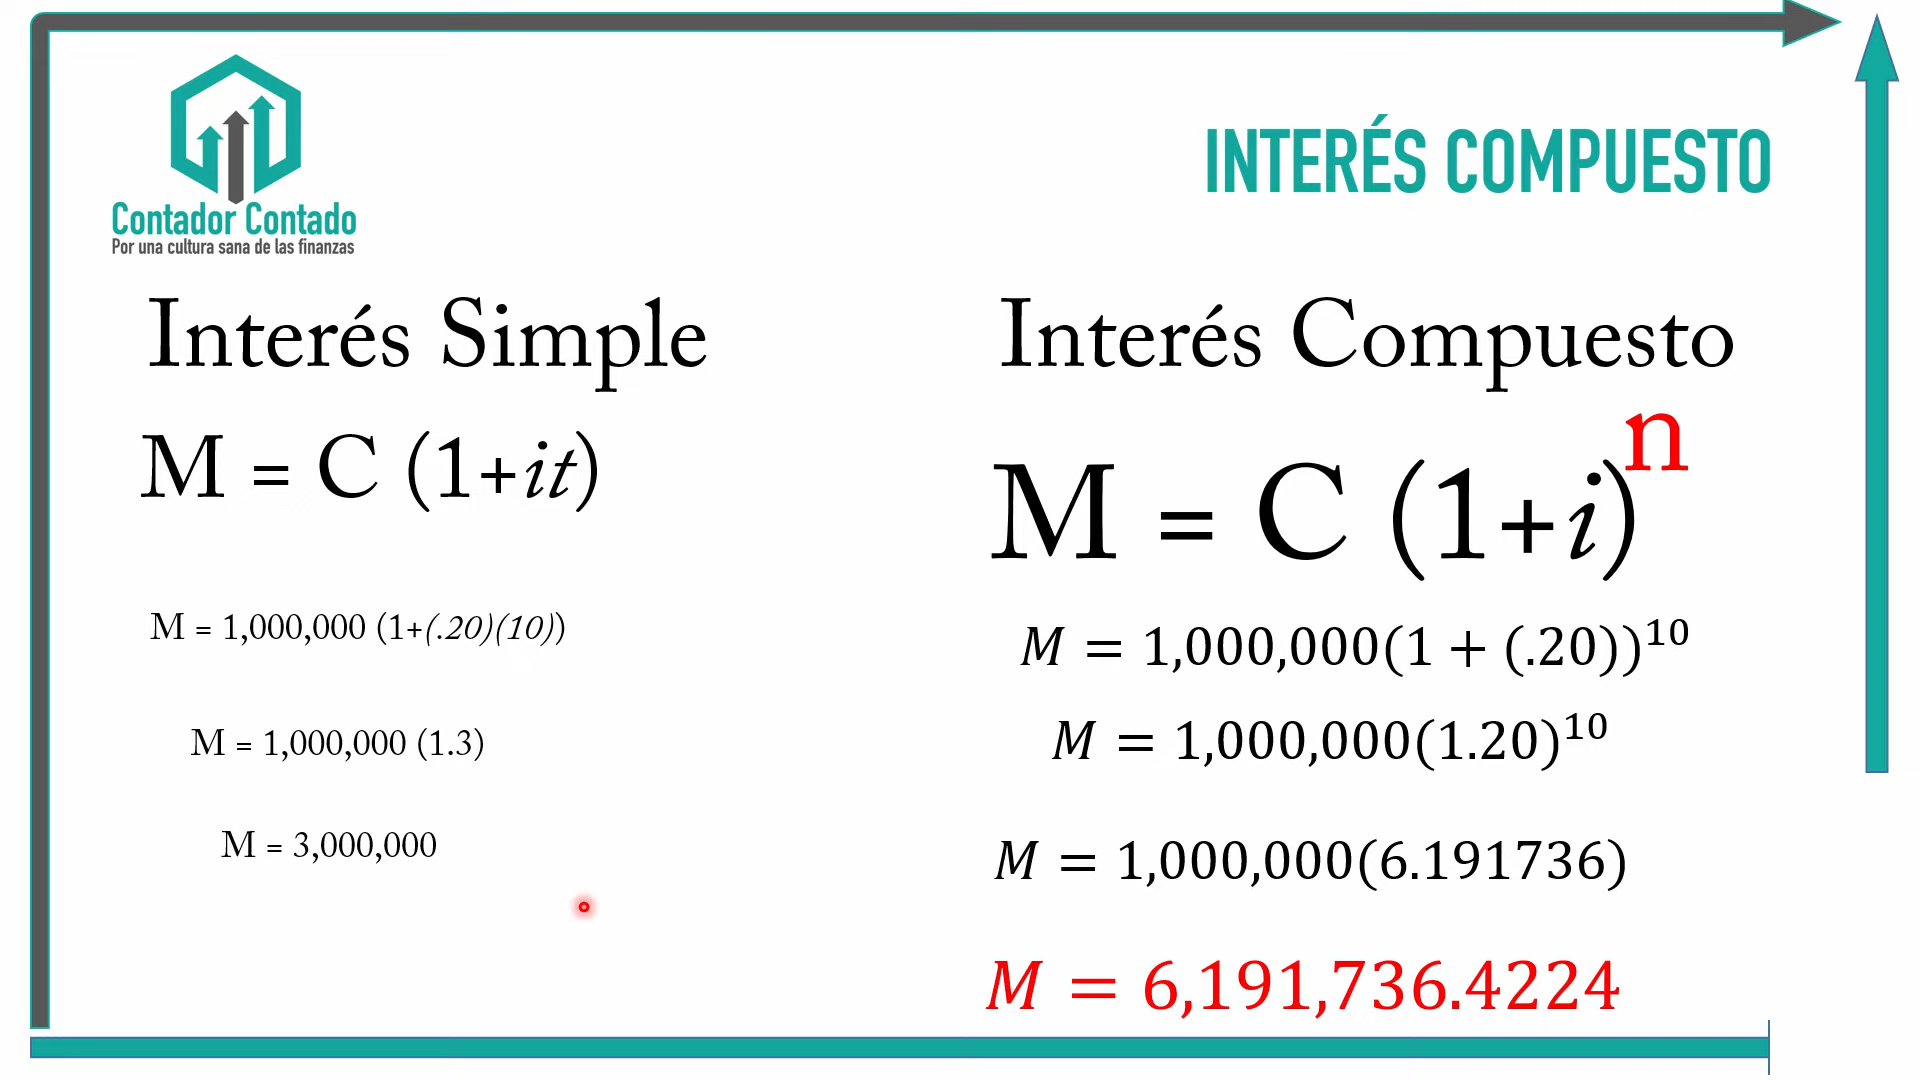 Contador Contado
Por una cultura sana de las finanzas
INTERÉS COMPUESTO
Interés Simple
M = C (1+it)
M = 1,000,000 (1+(.20)(10))
M = 1,000,000 (1.3)
M = 3,000,000
Interés Compuesto
M = C (1+i)ⁿ
M = 1,000,000(1 + (.20))¹⁰
M = 1,000,000(1.20)¹⁰
M = 1,000,000(6.191736)
M = 6,191,736.4224